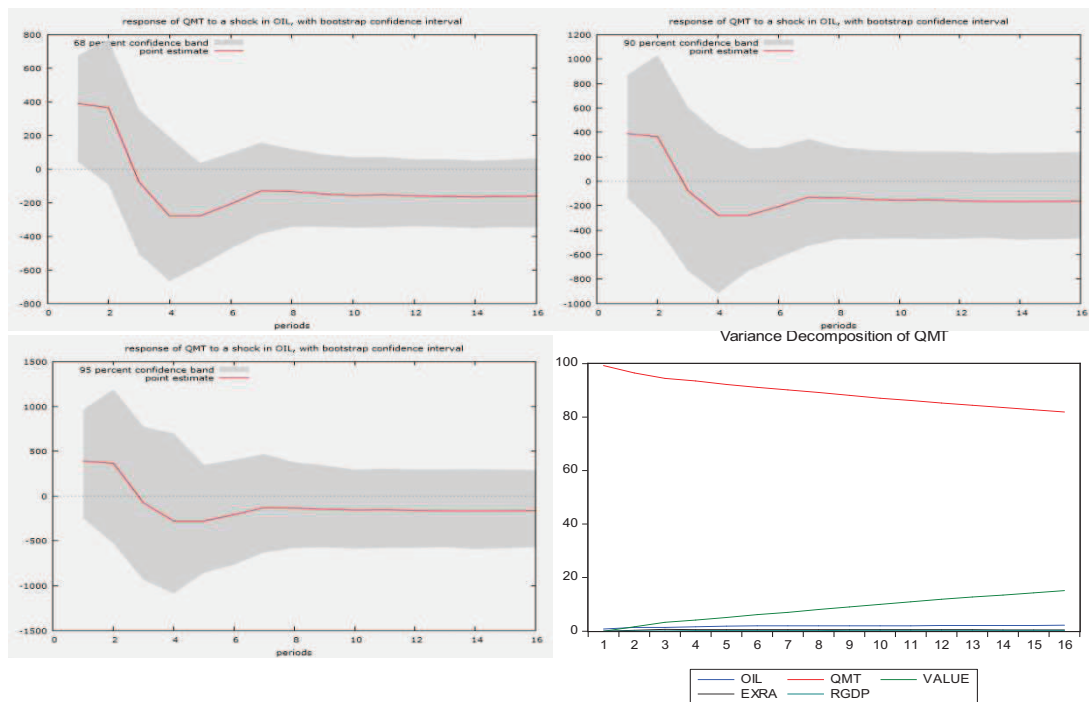 response of QMT to a shock in OIL, with bootstrap confidence interval
68 percent confidence band
point estimate
800
600
400
200
0
-200
-400
-600
-800
0 2 4 6 8 10 12 14 16
periods
response of QMT to a shock in OIL, with bootstrap confidence interval
90 percent confidence band
point estimate
1200
1000
800
600
400
200
0
-200
-400
-600
-800
-1000
0 2 4 6 8 10 12 14 16
periods
response of QMT to a shock in OIL, with bootstrap confidence interval
95 percent confidence band
point estimate
1500
1000
500
0
-500
-1000
-1500
0 2 4 6 8 10 12 14 16
periods
Variance Decomposition of QMT
100
80
60
40
20
0
1 2 3 4 5 6 7 8 9 10 11 12 13 14 15 16
OIL QMT VALUE
EXRA RGDP